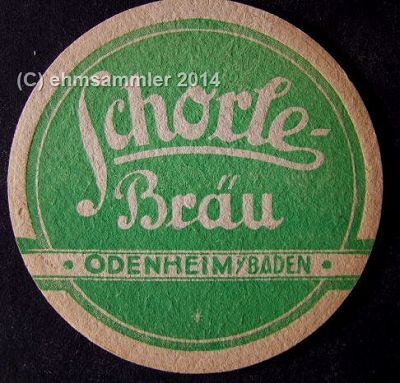 (C) ehmsammler 2014
Schorle-
Bräu
• ODENHEIM i/BADEN •